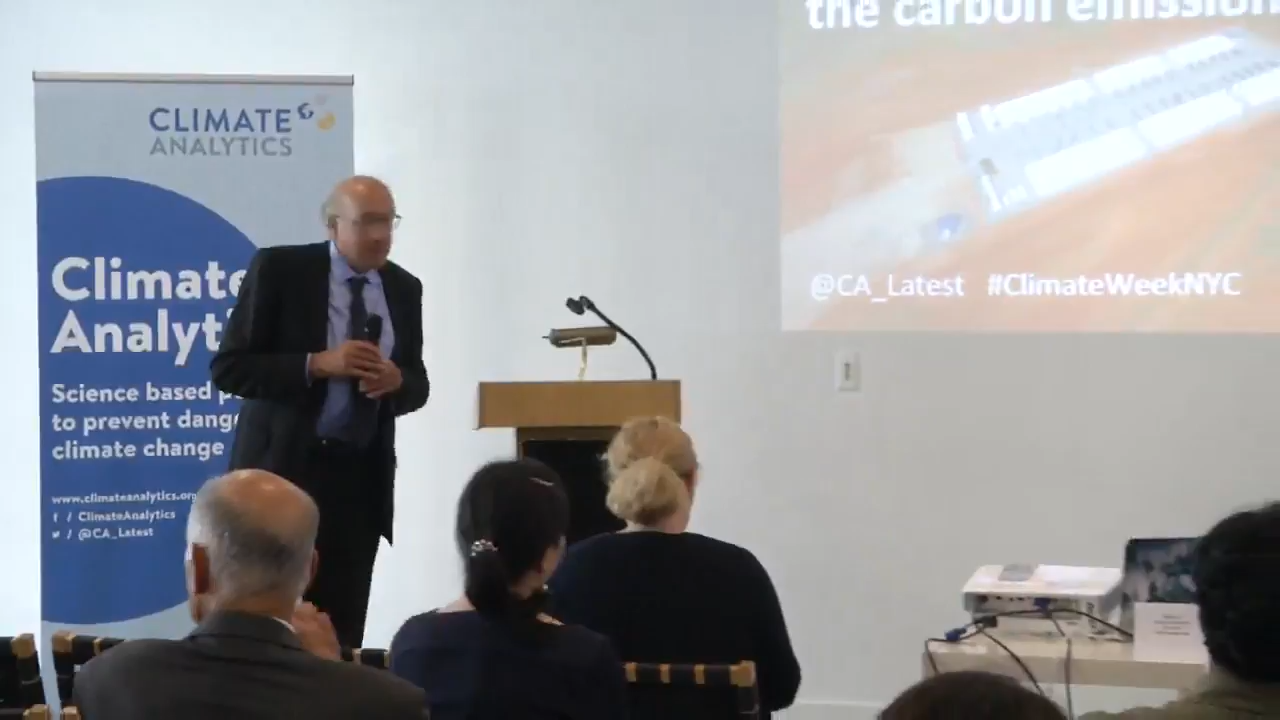 CLIMATE
ANALYTICS
Climate
Analyti
Science based p
to prevent dang
climate change
www.climateanalytics.org
f / ClimateAnalytics
/ @CA_Latest
the carbon emission
@CA_Latest #ClimateWeekNYC